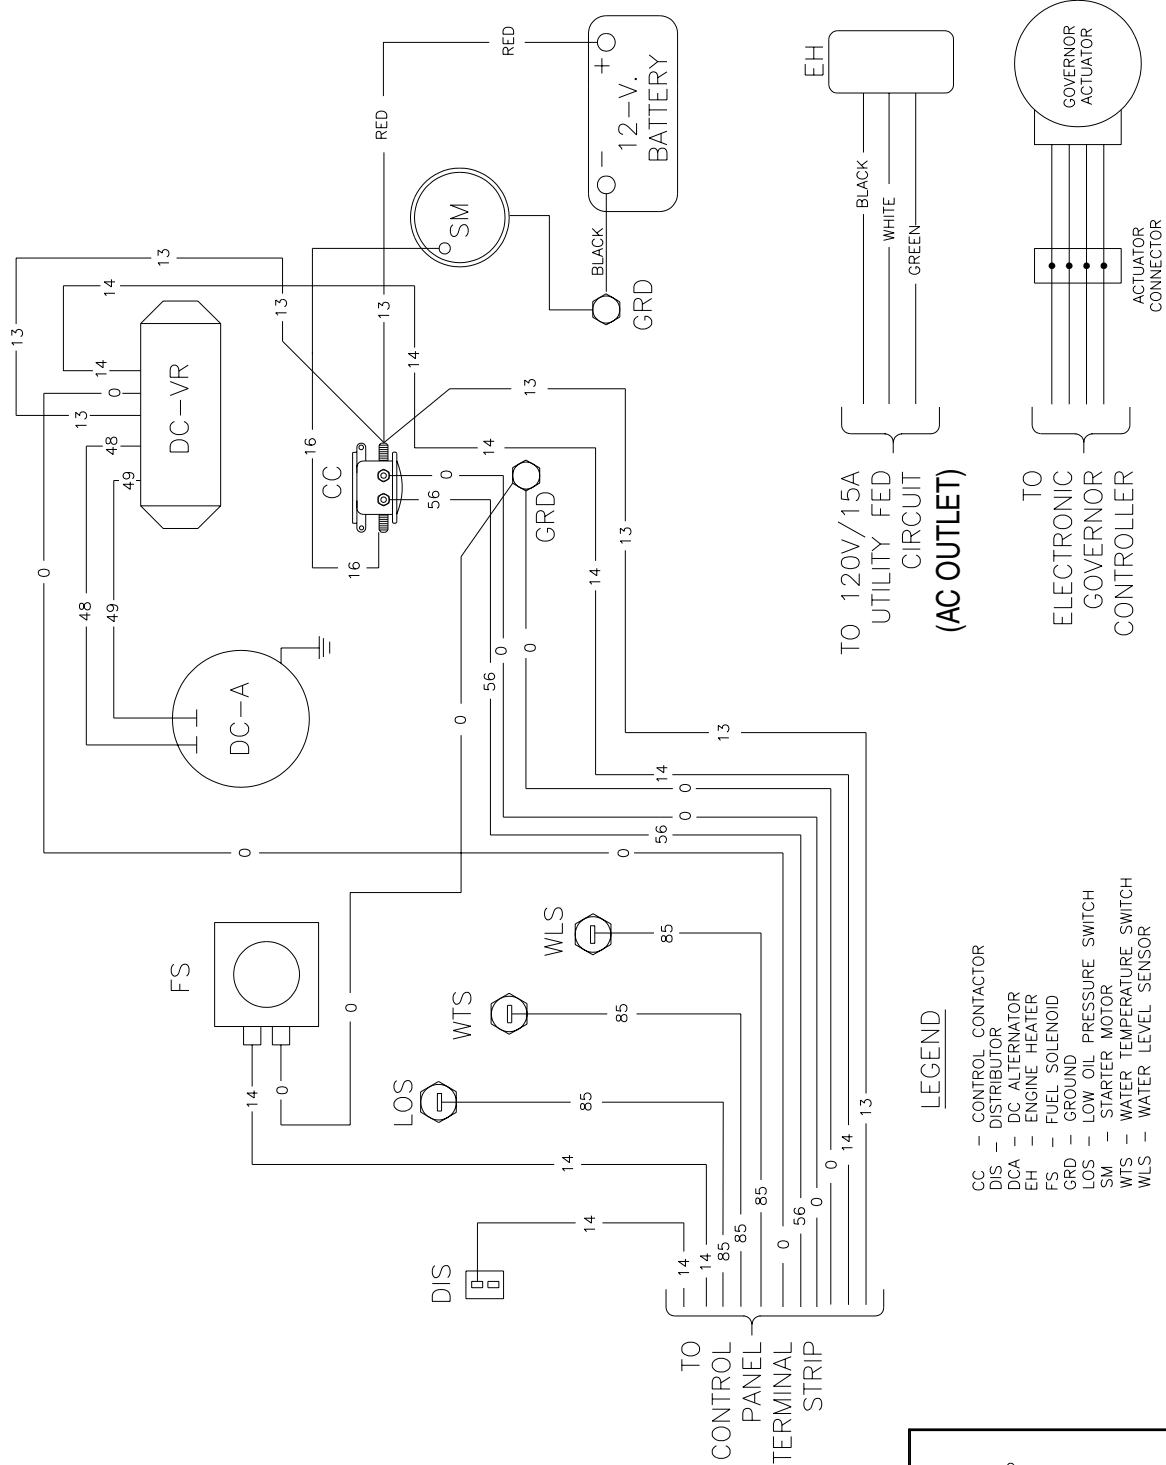 TO
CONTROL
PANEL
TERMINAL
STRIP
DIS
14
14
14
14
14
0
0
FS
LOS
85
85
WTS
85
85
WLS
85
85
0
0
0
0
56
56
56
56
0
0
0
0
0
0
0
0
14
14
14
14
14
14
14
13
13
13
13
13
13
13
13
13
DC-A
48
48
49
49
DC-VR
0
CC
16
16
GRD
SM
RED
RED
12-V.
BATTERY
+
−
BLACK
GRD
TO 120V/15A
UTILITY FED
CIRCUIT
(AC OUTLET)
BLACK
WHITE
GREEN
EH
TO
ELECTRONIC
GOVERNOR
CONTROLLER
ACTUATOR
CONNECTOR
GOVERNOR
ACTUATOR
LEGEND
CC – CONTROL CONTACTOR
DIS – DISTRIBUTOR
DCA – DC ALTERNATOR
EH – ENGINE HEATER
FS – FUEL SOLENOID
GRD – GROUND
LOS – LOW OIL PRESSURE SWITCH
SM – STARTER MOTOR
WTS – WATER TEMPERATURE SWITCH
WLS – WATER LEVEL SENSOR